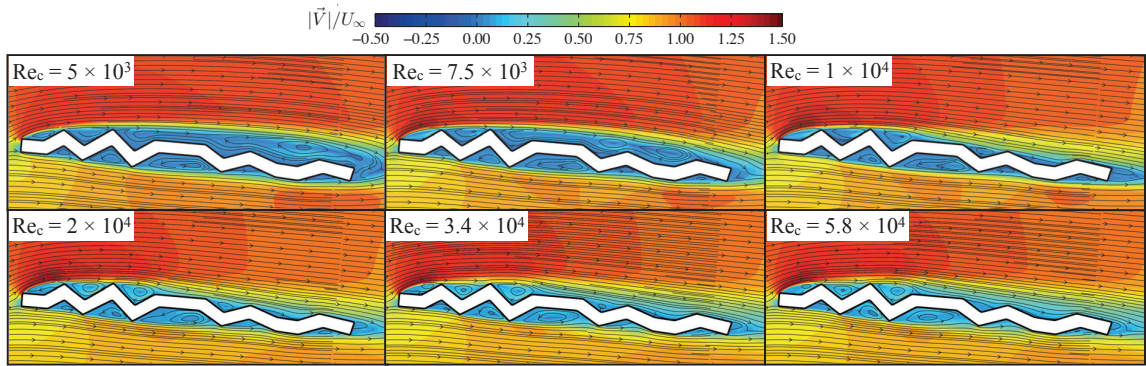 |V⃗|/U∞
−0.50 −0.25 0.00 0.25 0.50 0.75 1.00 1.25 1.50
Rec = 5 × 10³ Rec = 7.5 × 10³ Rec = 1 × 10⁴
Rec = 2 × 10⁴ Rec = 3.4 × 10⁴ Rec = 5.8 × 10⁴